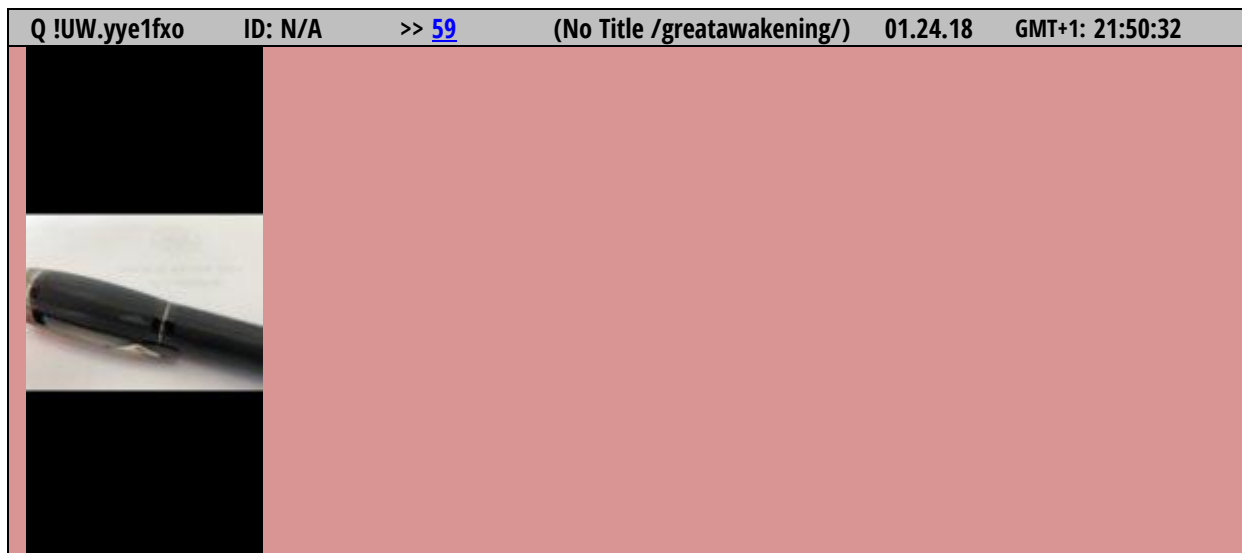 Q !UW.yye1fxo ID: N/A >> 59 (No Title /greatawakening/) 01.24.18 GMT+1: 21:50:32